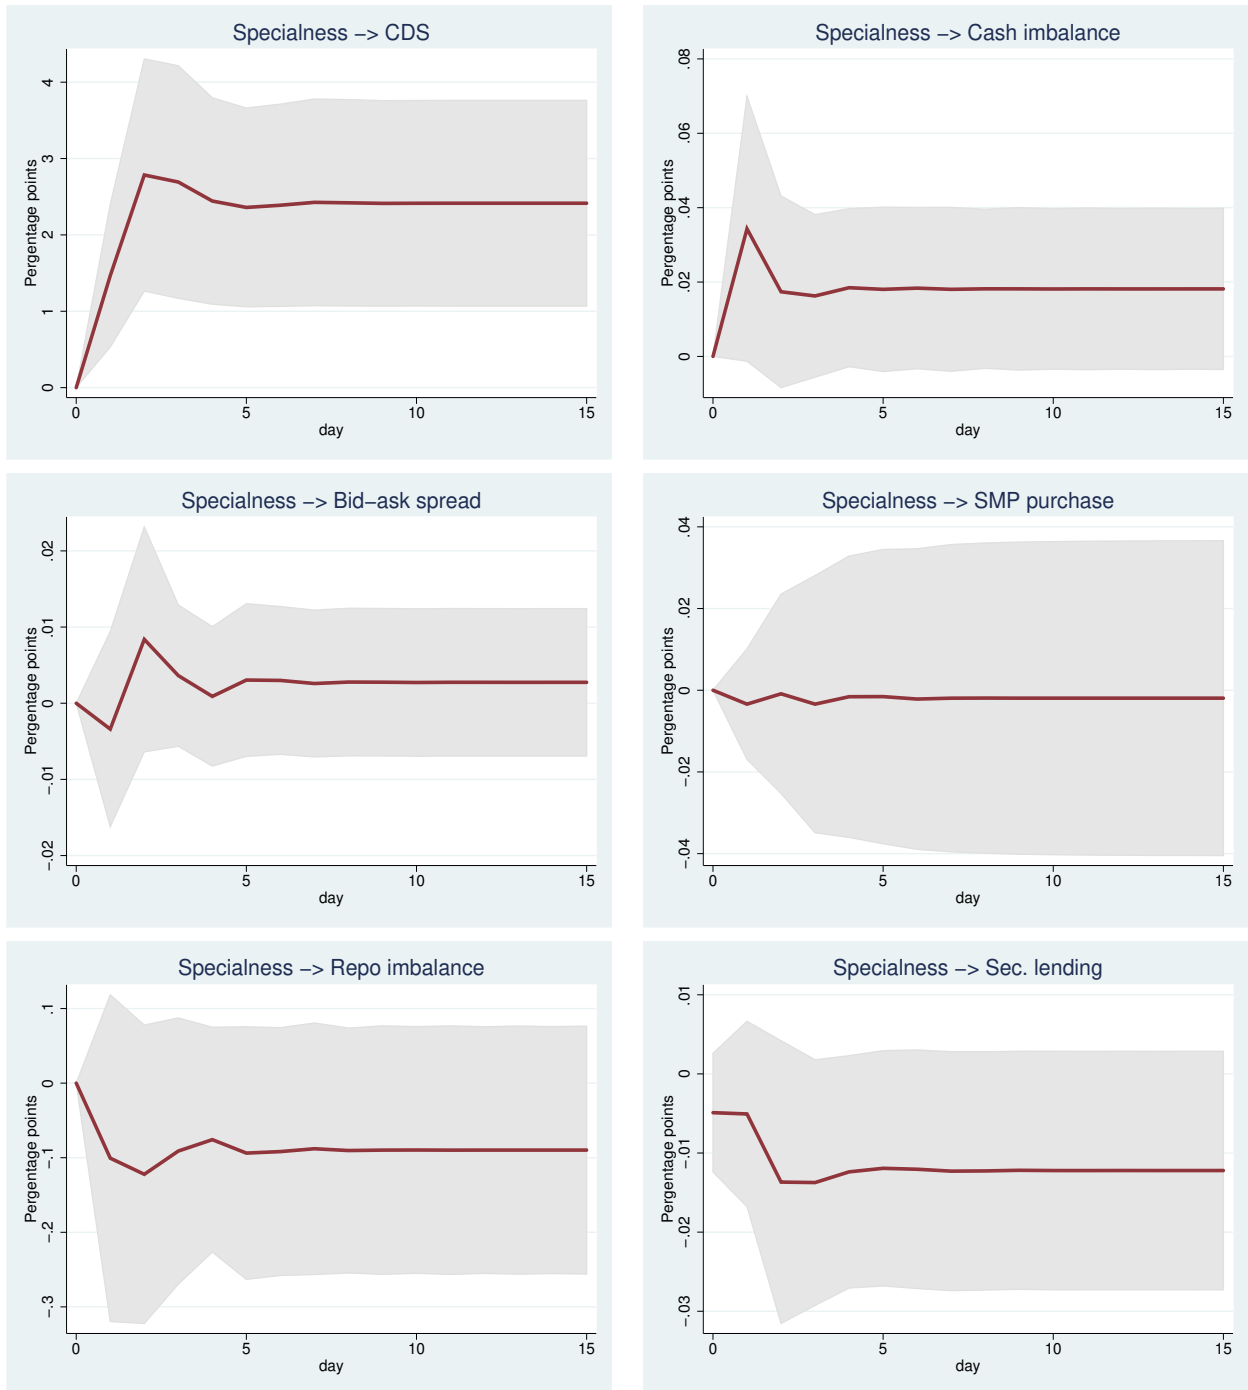 Specialness –> CDS
Pergentage points
4
3
2
1
0
0 5 10 15
day
Specialness –> Cash imbalance
Pergentage points
.08
.06
.04
.02
0
0 5 10 15
day
Specialness –> Bid–ask spread
Pergentage points
.02
.01
0
–.01
–.02
0 5 10 15
day
Specialness –> SMP purchase
Pergentage points
.04
.02
0
–.02
–.04
0 5 10 15
day
Specialness –> Repo imbalance
Pergentage points
.1
0
–.1
–.2
–.3
0 5 10 15
day
Specialness –> Sec. lending
Pergentage points
.01
0
–.01
–.02
–.03
0 5 10 15
day